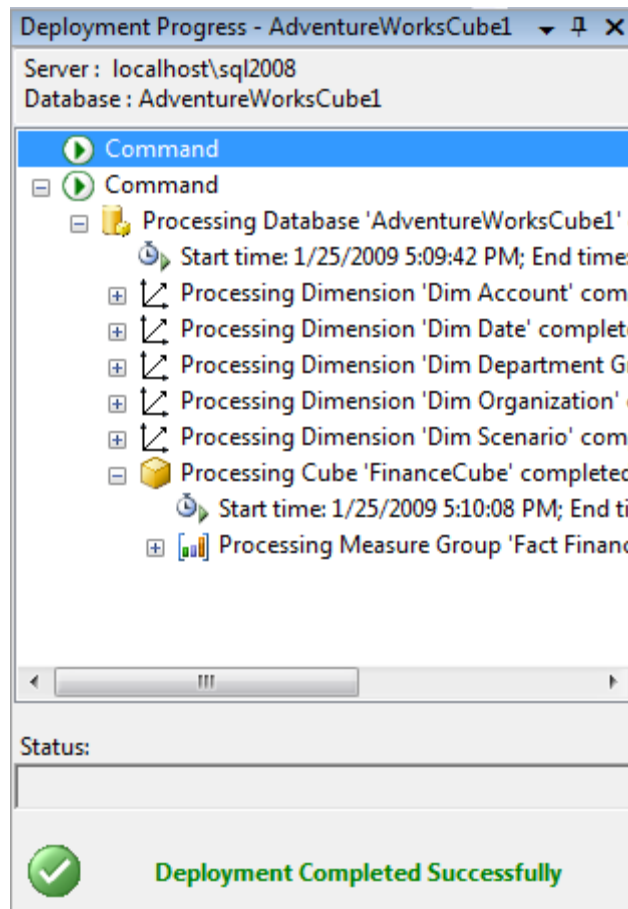 Deployment Progress - AdventureWorksCube1
Server : localhost\sql2008
Database : AdventureWorksCube1
Command
Command
Processing Database 'AdventureWorksCube1'
Start time: 1/25/2009 5:09:42 PM; End time:
Processing Dimension 'Dim Account' com
Processing Dimension 'Dim Date' complet
Processing Dimension 'Dim Department G
Processing Dimension 'Dim Organization'
Processing Dimension 'Dim Scenario' com
Processing Cube 'FinanceCube' completed
Start time: 1/25/2009 5:10:08 PM; End ti
Processing Measure Group 'Fact Financ
Status:
Deployment Completed Successfully